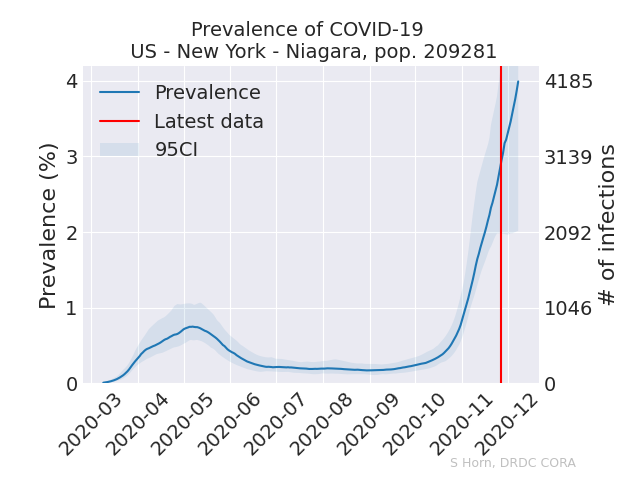 Prevalence of COVID-19
US - New York - Niagara, pop. 209281
Prevalence
Latest data
95CI
Prevalence (%)
4
3
2
1
0
4185
3139
2092
1046
0
# of infections
2020-03
2020-04
2020-05
2020-06
2020-07
2020-08
2020-09
2020-10
2020-11
2020-12
S Horn, DRDC CORA